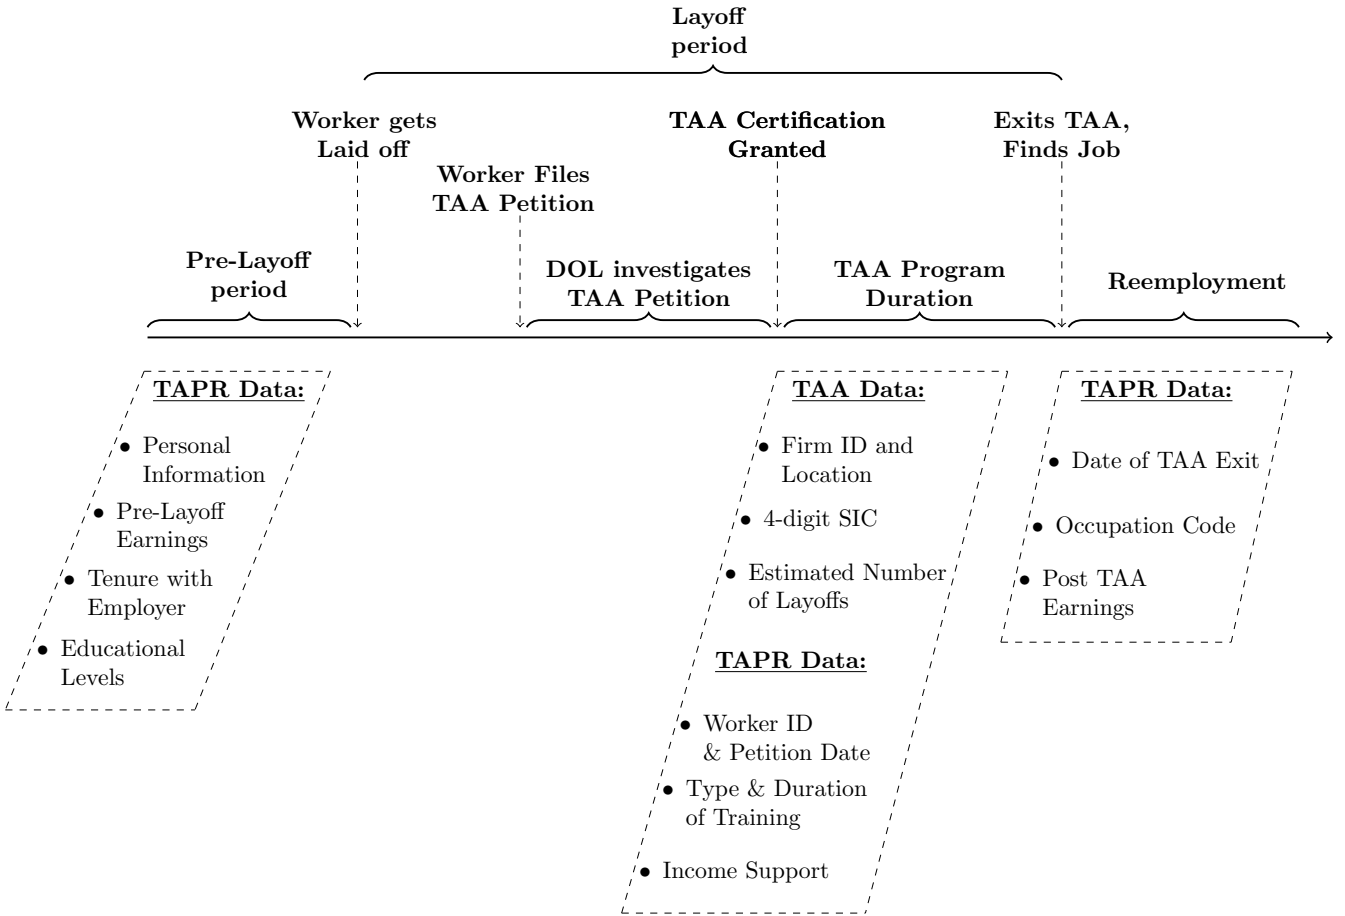 Layoff
period
Worker gets
Laid off
TAA Certification
Granted
Exits TAA,
Finds Job
Worker Files
TAA Petition
Pre-Layoff
period
DOL investigates
TAA Petition
TAA Program
Duration
Reemployment
TAPR Data:
• Personal
Information
• Pre-Layoff
Earnings
• Tenure with
Employer
• Educational
Levels
TAA Data:
• Firm ID and
Location
• 4-digit SIC
• Estimated Number
of Layoffs
TAPR Data:
• Worker ID
& Petition Date
• Type & Duration
of Training
• Income Support
TAPR Data:
• Date of TAA Exit
• Occupation Code
• Post TAA
Earnings